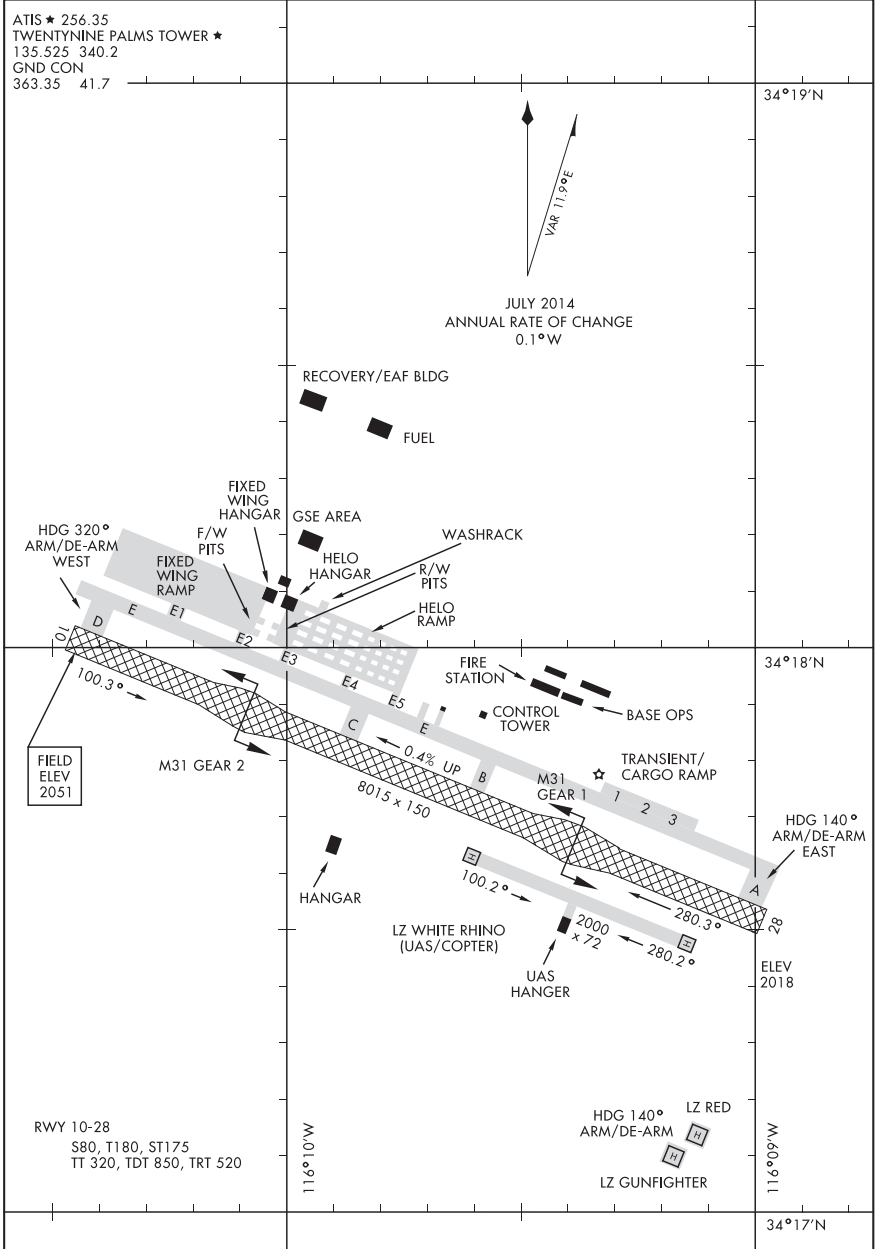 ATIS ★ 256.35
TWENTYNINE PALMS TOWER ★
135.525 340.2
GND CON
363.35 41.7
34°19'N
VAR 11.9°E
JULY 2014
ANNUAL RATE OF CHANGE
0.1°W
RECOVERY/EAF BLDG
FUEL
FIXED
WING
HANGAR
GSE AREA
HDG 320°
ARM/DE-ARM
WEST
F/W
PITS
FIXED
WING
RAMP
HELO
HANGAR
WASHRACK
R/W
PITS
HELO
RAMP
D
E
E1
E2
E3
E4
E5
E
10
100.3°
34°18'N
FIRE
STATION
BASE OPS
CONTROL
TOWER
FIELD
ELEV
2051
M31 GEAR 2
C
0.4% UP
B
8015 x 150
M31
GEAR 1
TRANSIENT/
CARGO RAMP
1
2
3
HDG 140°
ARM/DE-ARM
EAST
A
HANGAR
H
100.2°
280.3°
28
LZ WHITE RHINO
(UAS/COPTER)
2000
x 72
280.2°
H
UAS
HANGER
ELEV
2018
RWY 10-28
S80, T180, ST175
TT 320, TDT 850, TRT 520
116°10'W
HDG 140°
ARM/DE-ARM
LZ RED
H
H
LZ GUNFIGHTER
116°09'W
34°17'N